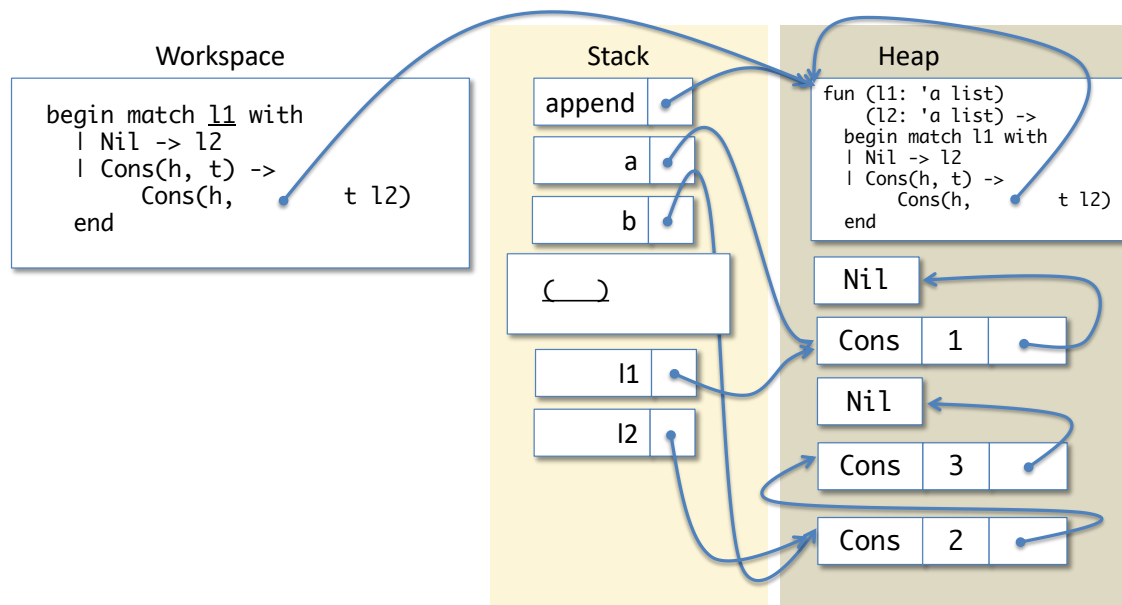 Workspace
begin match l1 with
| Nil -> l2
| Cons(h, t) ->
Cons(h, t l2)
end
Stack
append
a
b
( )
l1
l2
Heap
fun (l1: 'a list)
(l2: 'a list) ->
begin match l1 with
| Nil -> l2
| Cons(h, t) ->
Cons(h, t l2)
end
Nil
Cons 1
Nil
Cons 3
Cons 2